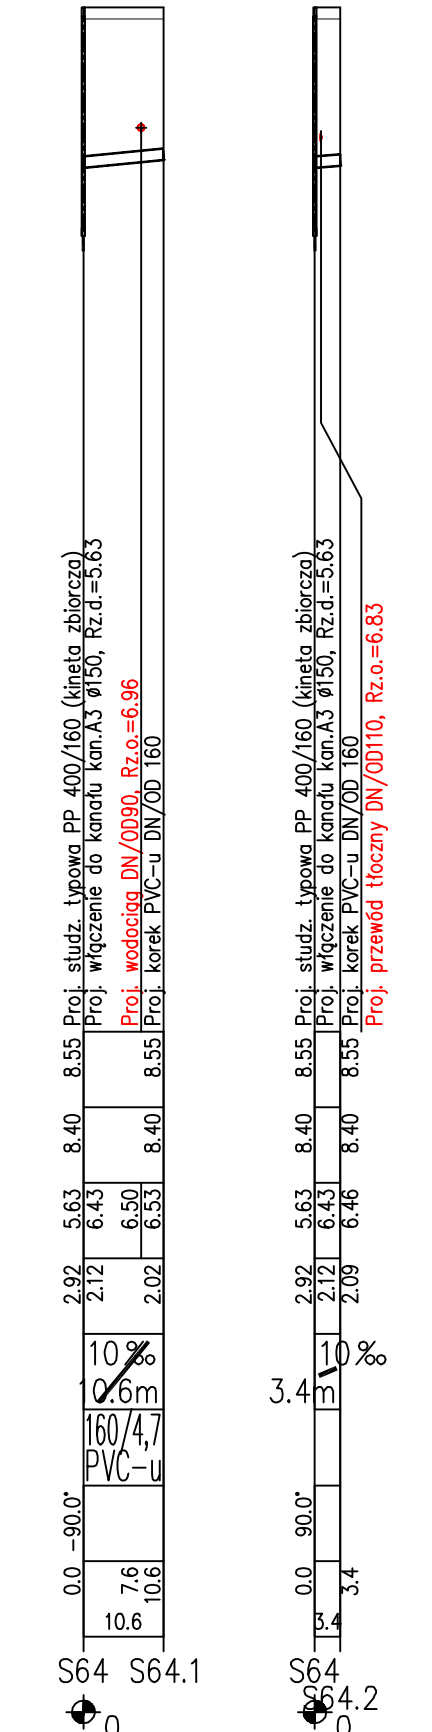 Proj. studz. typowa PP 400/160 (kineta zbiorcza)
Proj. włączenie do kanału kan.A3 ø150, Rz.d.=5.63
Proj. wodociąg DN/OD90, Rz.o.=6.96
Proj. korek PVC-u DN/OD 160
8.55 8.55
8.40 8.40
5.63 6.43 6.50 6.53
2.92 2.12 2.02
10‰
10.6m
160/4,7
PVC-u
-90.0°
0.0 7.6 10.6
10.6
S64 S64.1
0
Proj. studz. typowa PP 400/160 (kineta zbiorcza)
Proj. włączenie do kanału kan.A3 ø150, Rz.d.=5.63
Proj. korek PVC-u DN/OD 160
Proj. przewód tłoczny DN/OD110, Rz.o.=6.83
8.55 8.55
8.40 8.40
5.63 6.43 6.46
2.92 2.12 2.09
10‰
3.4m
90.0°
0.0 3.4
3.4
S64
S64.2
0